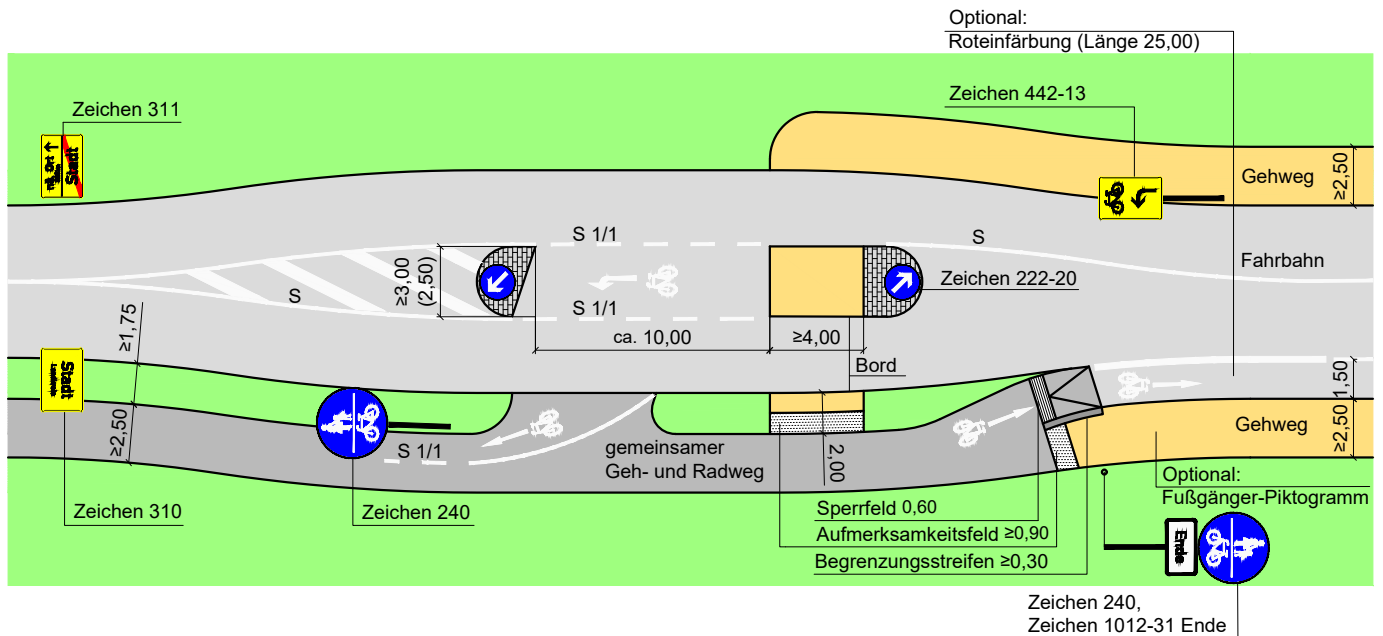 Optional:
Roteinfärbung (Länge 25,00)
Zeichen 311
Zeichen 442-13
Stadt
Gehweg
≥2,50
S 1/1
S
Fahrbahn
≥3,00
(2,50)
S
Zeichen 222-20
S 1/1
≥1,75
ca. 10,00
≥4,00
Bord
1,50
Stadt
≥2,50
S 1/1
gemeinsamer
Geh- und Radweg
2,00
Gehweg
≥2,50
Optional:
Fußgänger-Piktogramm
Zeichen 310
Zeichen 240
Sperrfeld 0,60
Aufmerksamkeitsfeld ≥0,90
Begrenzungsstreifen ≥0,30
Ende
Zeichen 240,
Zeichen 1012-31 Ende